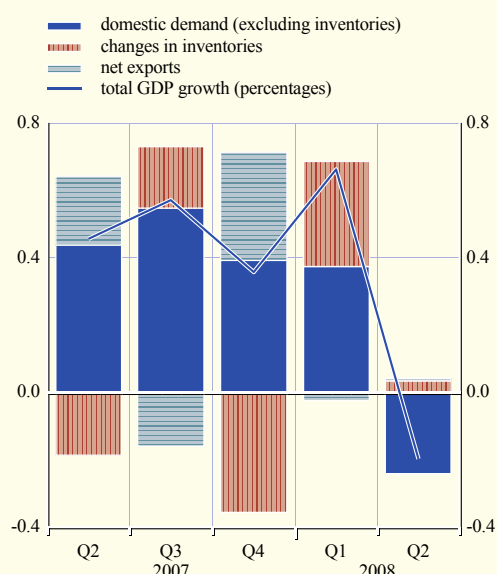 domestic demand (excluding inventories)
changes in inventories
net exports
total GDP growth (percentages)
0.8 0.8
0.4 0.4
0.0 0.0
-0.4 -0.4
Q2 Q3 Q4 Q1 Q2
2007 2008